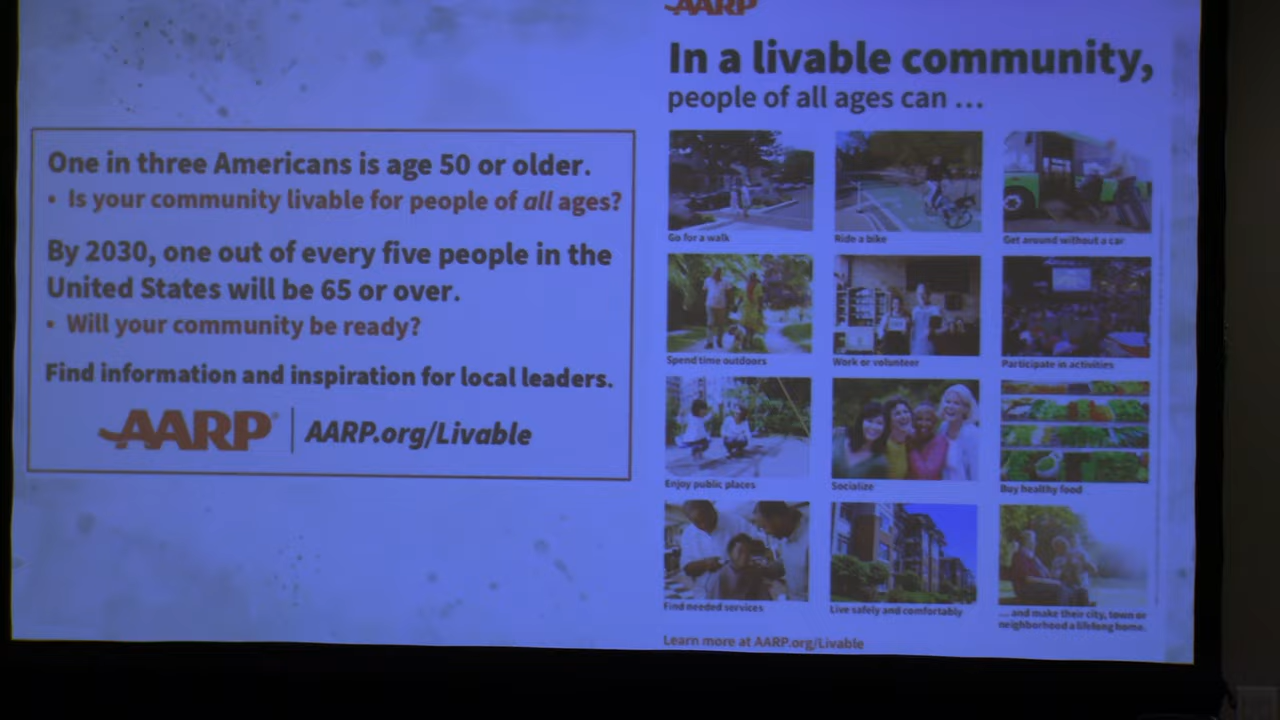 One in three Americans is age 50 or older.
• Is your community livable for people of all ages?
By 2030, one out of every five people in the
United States will be 65 or over.
• Will your community be ready?
Find information and inspiration for local leaders.
AARP® | AARP.org/Livable
AARP
In a livable community,
people of all ages can ...
Go for a walk
Ride a bike
Get around without a car
Spend time outdoors
Work or volunteer
Participate in activities
Enjoy public places
Socialize
Buy healthy food
Find needed services
Live safely and comfortably
... and make their city, town or
neighborhood a lifelong home.
Learn more at AARP.org/Livable